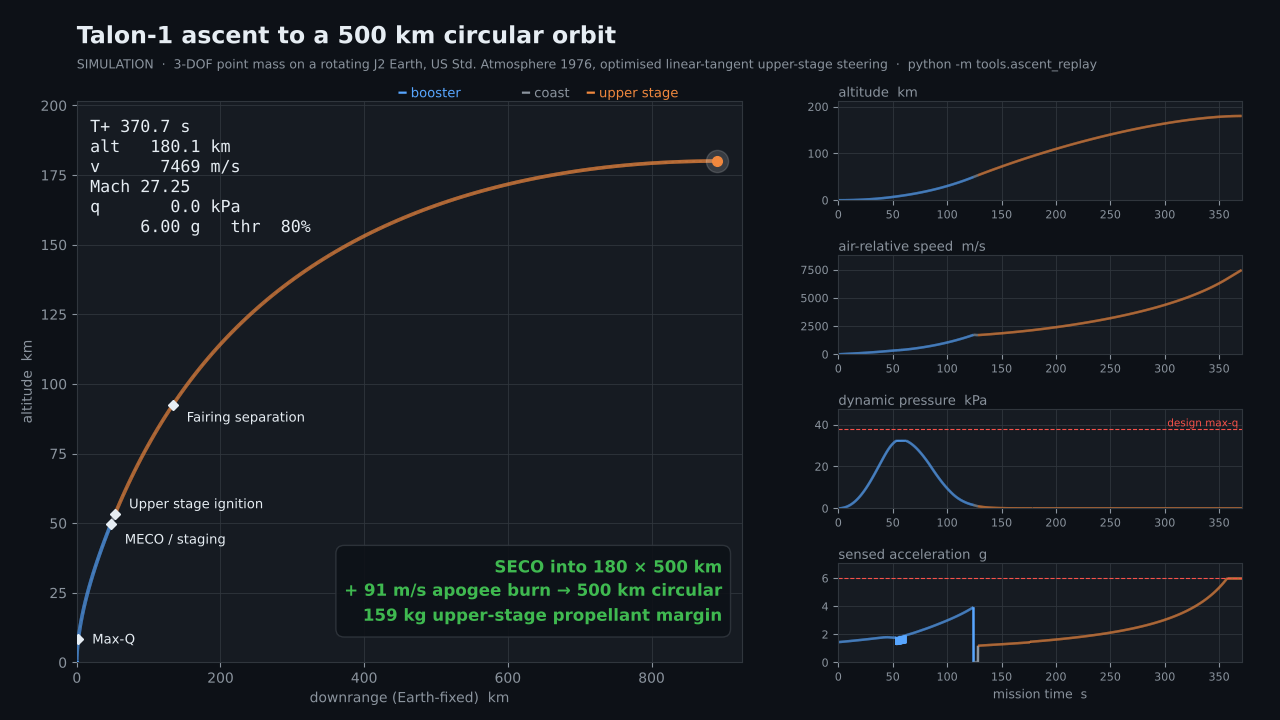 Talon-1 ascent to a 500 km circular orbit
SIMULATION · 3-DOF point mass on a rotating J2 Earth, US Std. Atmosphere 1976, optimised linear-tangent upper-stage steering · python -m tools.ascent_replay
booster coast upper stage
T+ 370.7 s
alt 180.1 km
v 7469 m/s
Mach 27.25
q 0.0 kPa
6.00 g thr 80%
200
175
150
125
100
75
50
25
0
altitude km
Fairing separation
Upper stage ignition
MECO / staging
Max-Q
SECO into 180 × 500 km
+ 91 m/s apogee burn → 500 km circular
159 kg upper-stage propellant margin
0 200 400 600 800
downrange (Earth-fixed) km
altitude km
200
100
0
0 50 100 150 200 250 300 350
air-relative speed m/s
7500
5000
2500
0
0 50 100 150 200 250 300 350
dynamic pressure kPa
design max-q
40
20
0
0 50 100 150 200 250 300 350
sensed acceleration g
6
4
2
0
0 50 100 150 200 250 300 350
mission time s